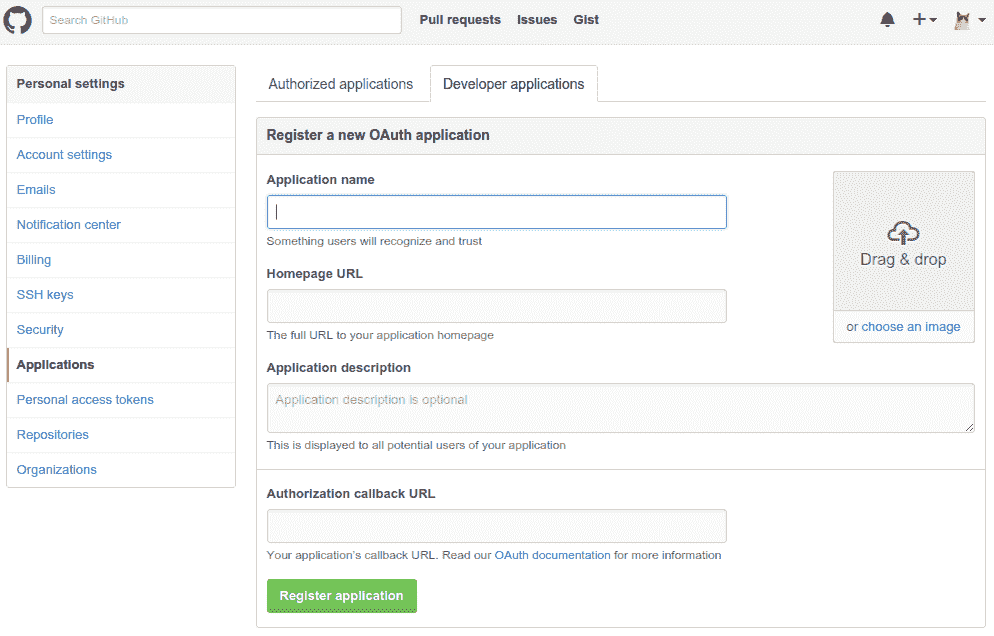 Search GitHub
Pull requests Issues Gist
Personal settings
Profile
Account settings
Emails
Notification center
Billing
SSH keys
Security
Applications
Personal access tokens
Repositories
Organizations
Authorized applications Developer applications
Register a new OAuth application
Application name
Something users will recognize and trust
Homepage URL
The full URL to your application homepage
Drag & drop
or choose an image
Application description
Application description is optional
This is displayed to all potential users of your application
Authorization callback URL
Your application's callback URL. Read our OAuth documentation for more information
Register application